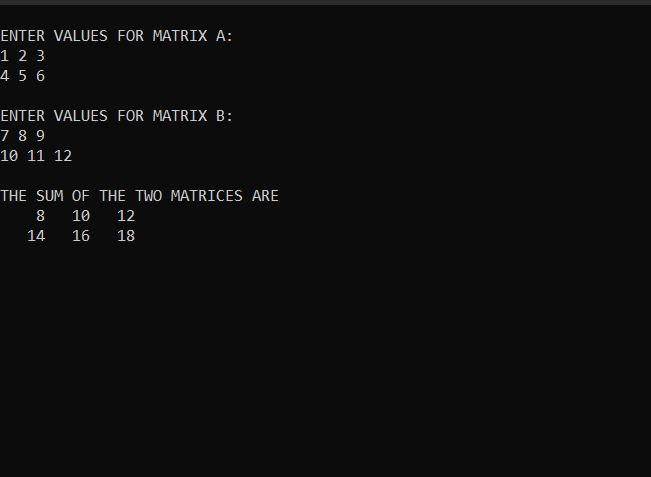 ENTER VALUES FOR MATRIX A:
1 2 3
4 5 6
ENTER VALUES FOR MATRIX B:
7 8 9
10 11 12
THE SUM OF THE TWO MATRICES ARE
8 10 12
14 16 18